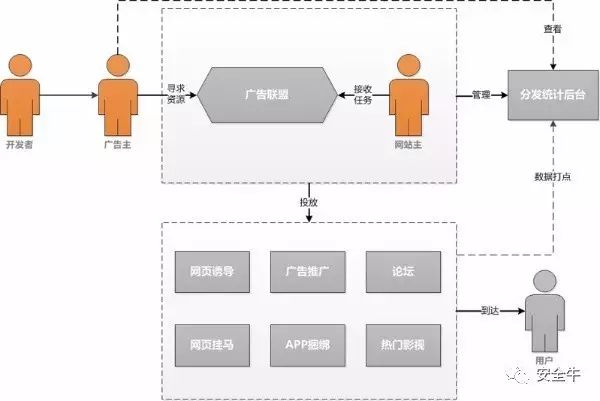 查看
寻求
资源
广告联盟
接收
任务
管理
分发统计后台
开发者
广告主
网站主
投放
数据打点
网页诱导
广告推广
论坛
到达
网页挂马
APP捆绑
热门影视
用户
安全牛